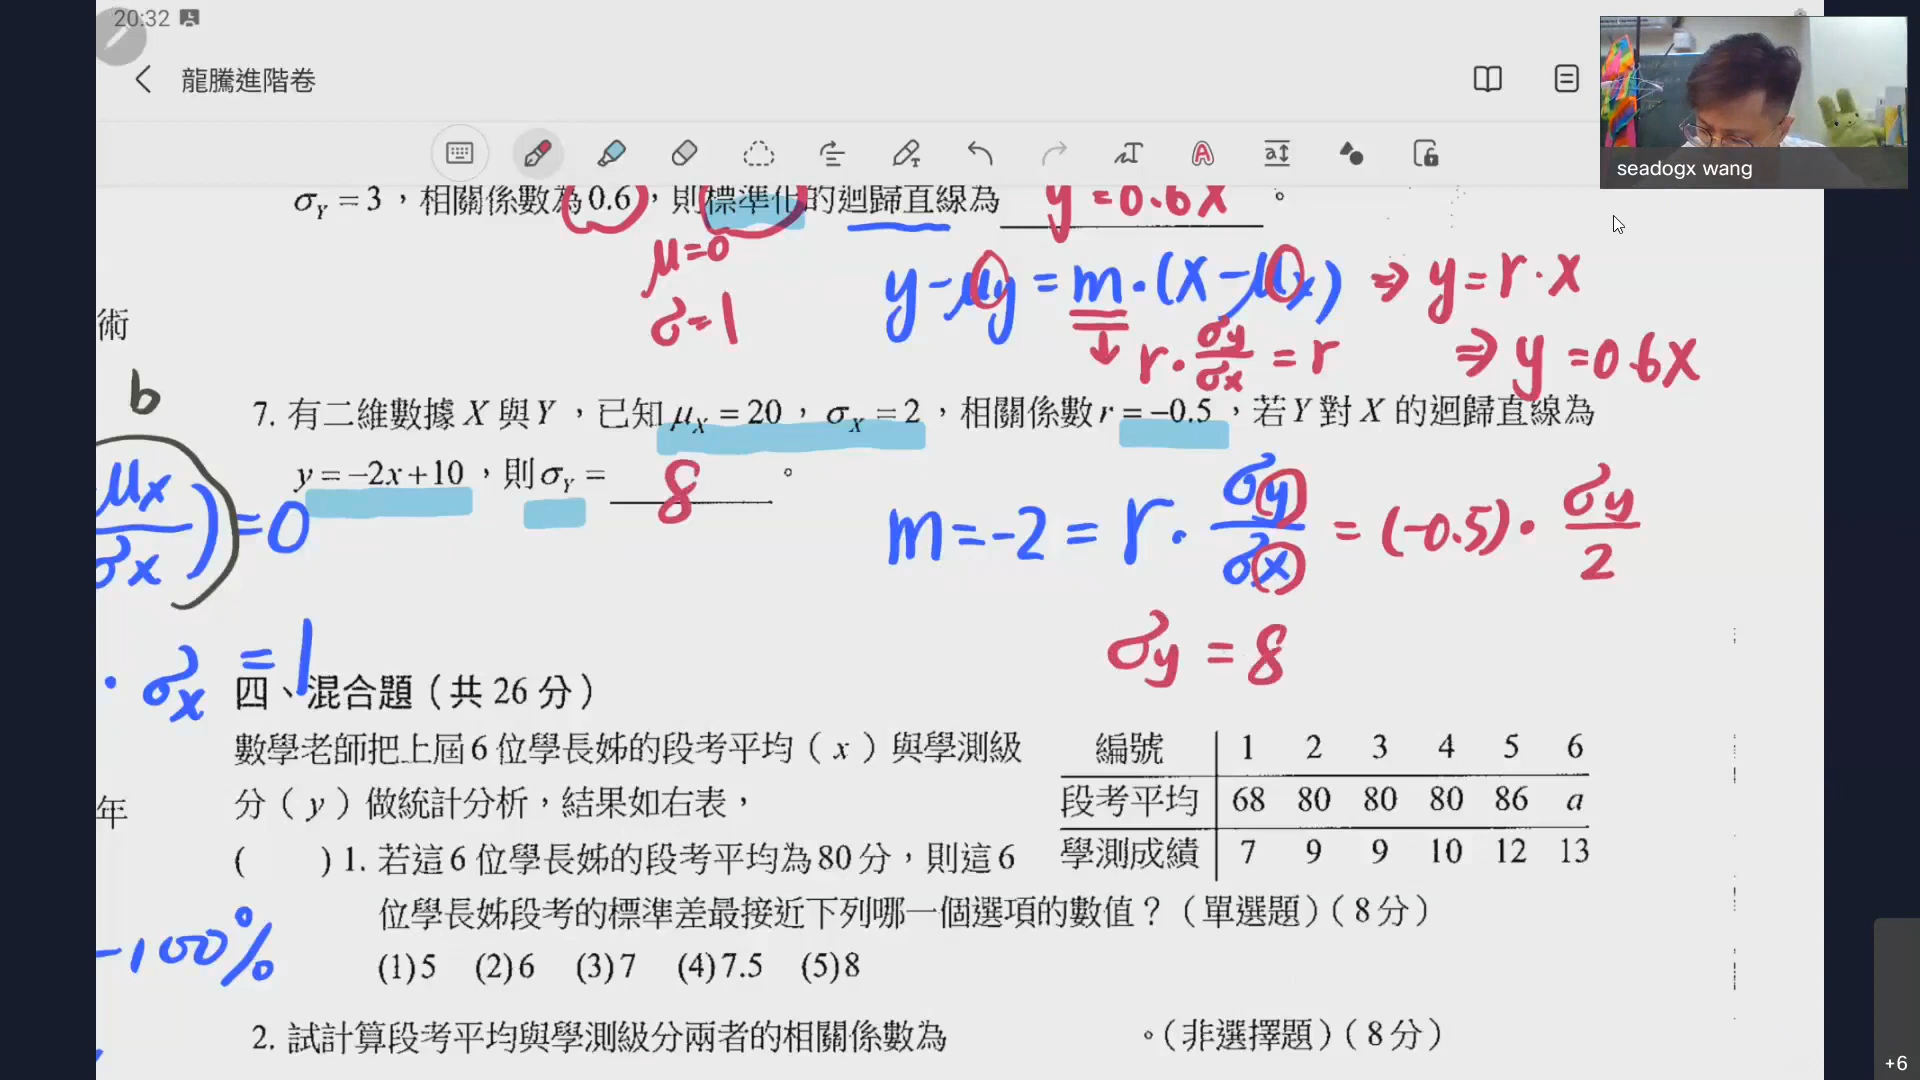 20:32
龍騰進階卷
seadogx wang
σY = 3，相關係數為0.6，則標準化的迴歸直線為 y = 0.6x 。
μ=0
σ=1
y-μy = m·(x-μx) ⇒ y=r·x
r·σy/σx = r ⇒ y=0.6x
術
b
7. 有二維數據 X 與 Y ，已知 μX = 20， σX = 2，相關係數 r = −0.5，若 Y 對 X 的迴歸直線為
y = −2x+10，則 σY = 8 。
μx/σx)=0
m=-2 = r·σy/σx = (-0.5)·σy/2
σy = 8
·σx =1
四、混合題（共 26 分）
數學老師把上屆 6 位學長姊的段考平均（x）與學測級
分（y）做統計分析，結果如右表，
編號 1 2 3 4 5 6
段考平均 68 80 80 80 86 a
學測成績 7 9 9 10 12 13
年
( ) 1. 若這 6 位學長姊的段考平均為 80 分，則這 6
位學長姊段考的標準差最接近下列哪一個選項的數值？（單選題）（8 分）
-100%
(1)5 (2)6 (3)7 (4)7.5 (5)8
2. 試計算段考平均與學測級分兩者的相關係數為 。（非選擇題）（8 分）
+6